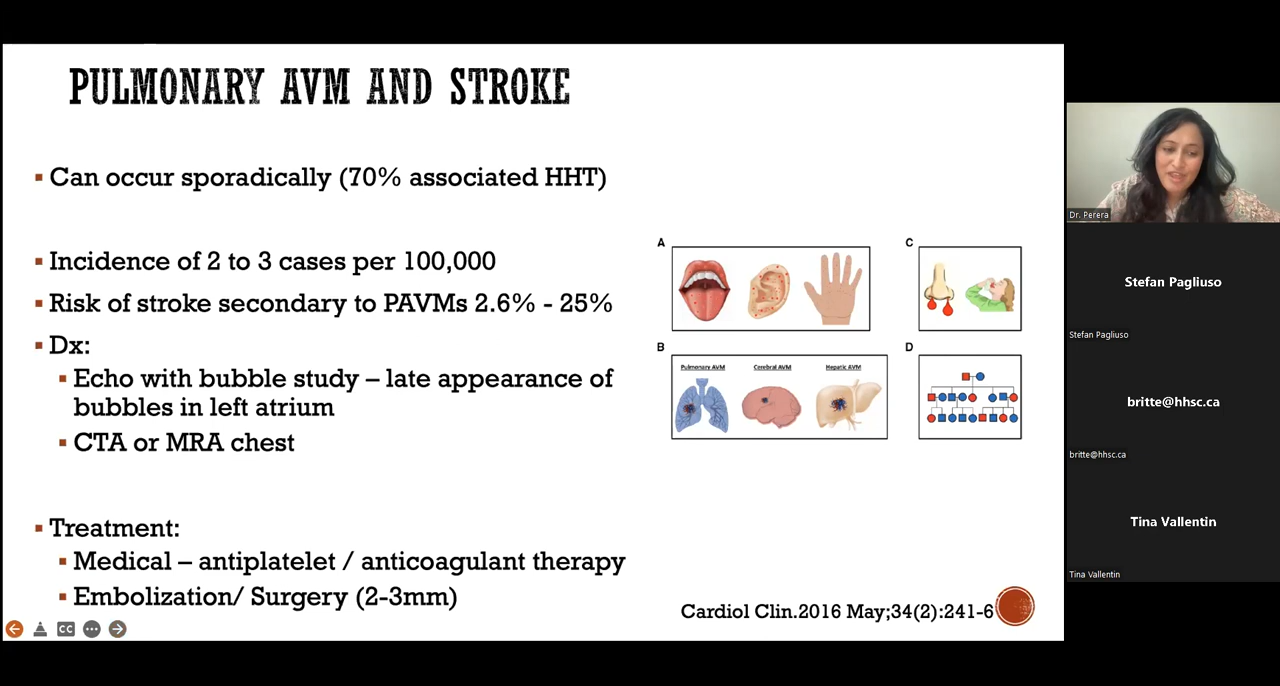 PULMONARY AVM AND STROKE
▪ Can occur sporadically (70% associated HHT)
▪ Incidence of 2 to 3 cases per 100,000
▪ Risk of stroke secondary to PAVMs 2.6% - 25%
▪ Dx:
▪ Echo with bubble study – late appearance of
bubbles in left atrium
▪ CTA or MRA chest
▪ Treatment:
▪ Medical – antiplatelet / anticoagulant therapy
▪ Embolization/ Surgery (2-3mm)
A
C
B
D
Pulmonary AVM
Cerebral AVM
Hepatic AVM
Cardiol Clin.2016 May;34(2):241-6
CC
Dr. Perera
Stefan Pagliuso
Stefan Pagliuso
britte@hhsc.ca
britte@hhsc.ca
Tina Vallentin
Tina Vallentin